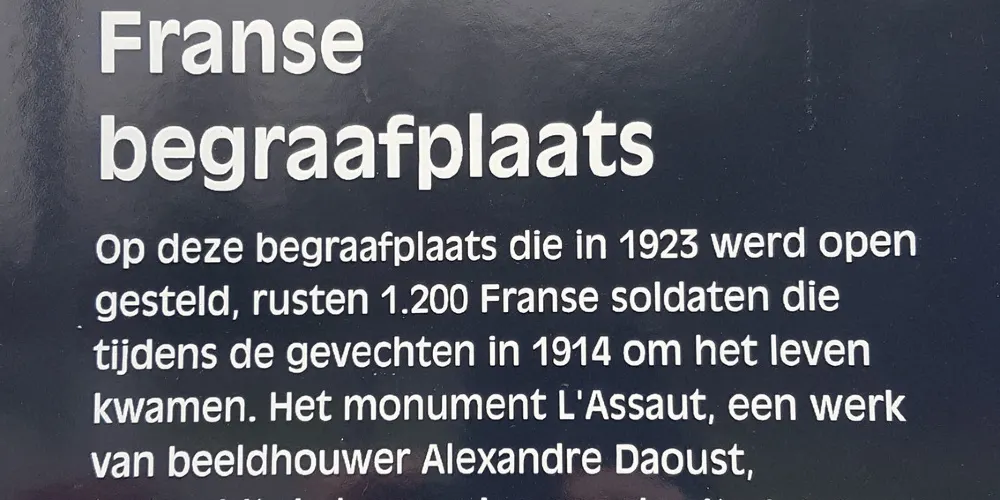 Franse
begraafplaats
Op deze begraafplaats die in 1923 werd open
gesteld, rusten 1.200 Franse soldaten die
tijdens de gevechten in 1914 om het leven
kwamen. Het monument L'Assaut, een werk
van beeldhouwer Alexandre Daoust,